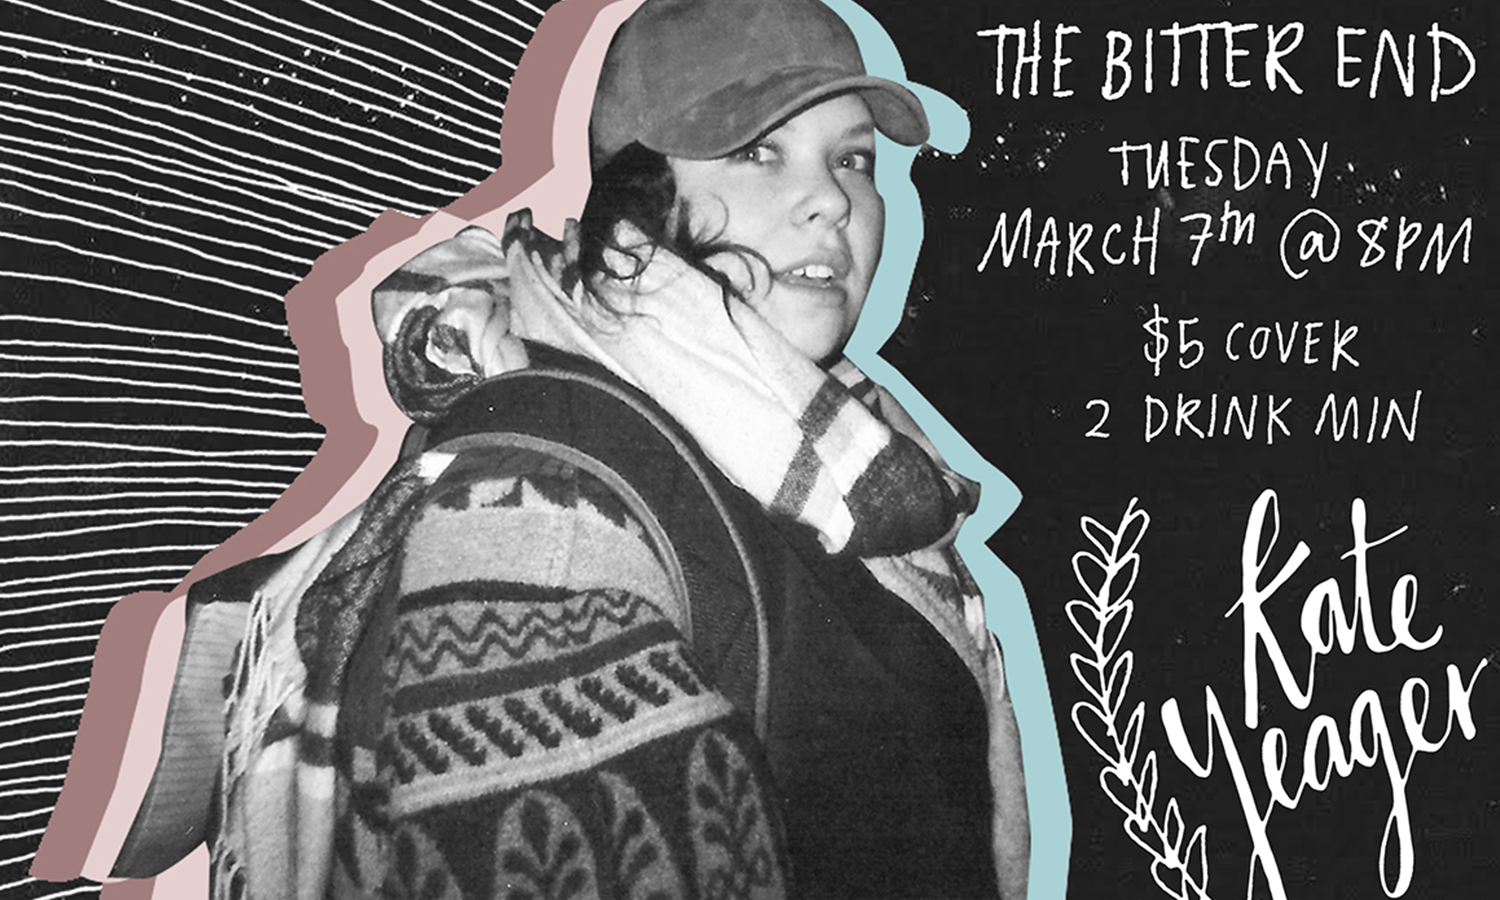 THE BITTER END
TUESDAY
MARCH 7TH @ 8PM
$5 COVER
2 DRINK MIN
Kate
Yeager